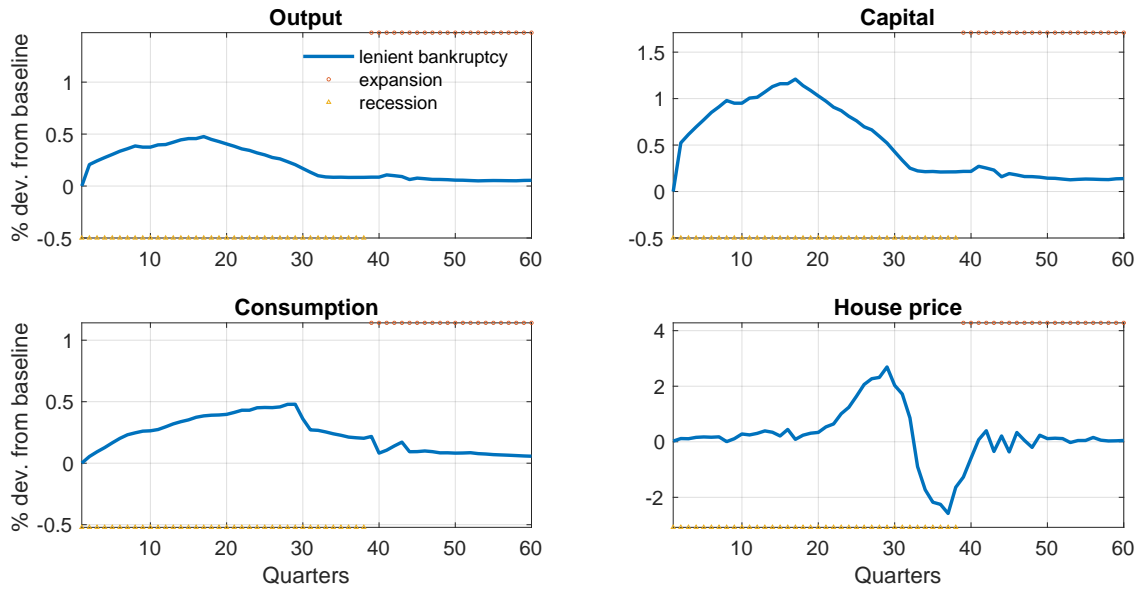 Output
% dev. from baseline
1
0.5
0
-0.5
10 20 30 40 50 60
lenient bankruptcy
expansion
recession
Capital
1.5
1
0.5
0
-0.5
10 20 30 40 50 60
Consumption
% dev. from baseline
1
0.5
0
-0.5
10 20 30 40 50 60
Quarters
House price
4
2
0
-2
10 20 30 40 50 60
Quarters